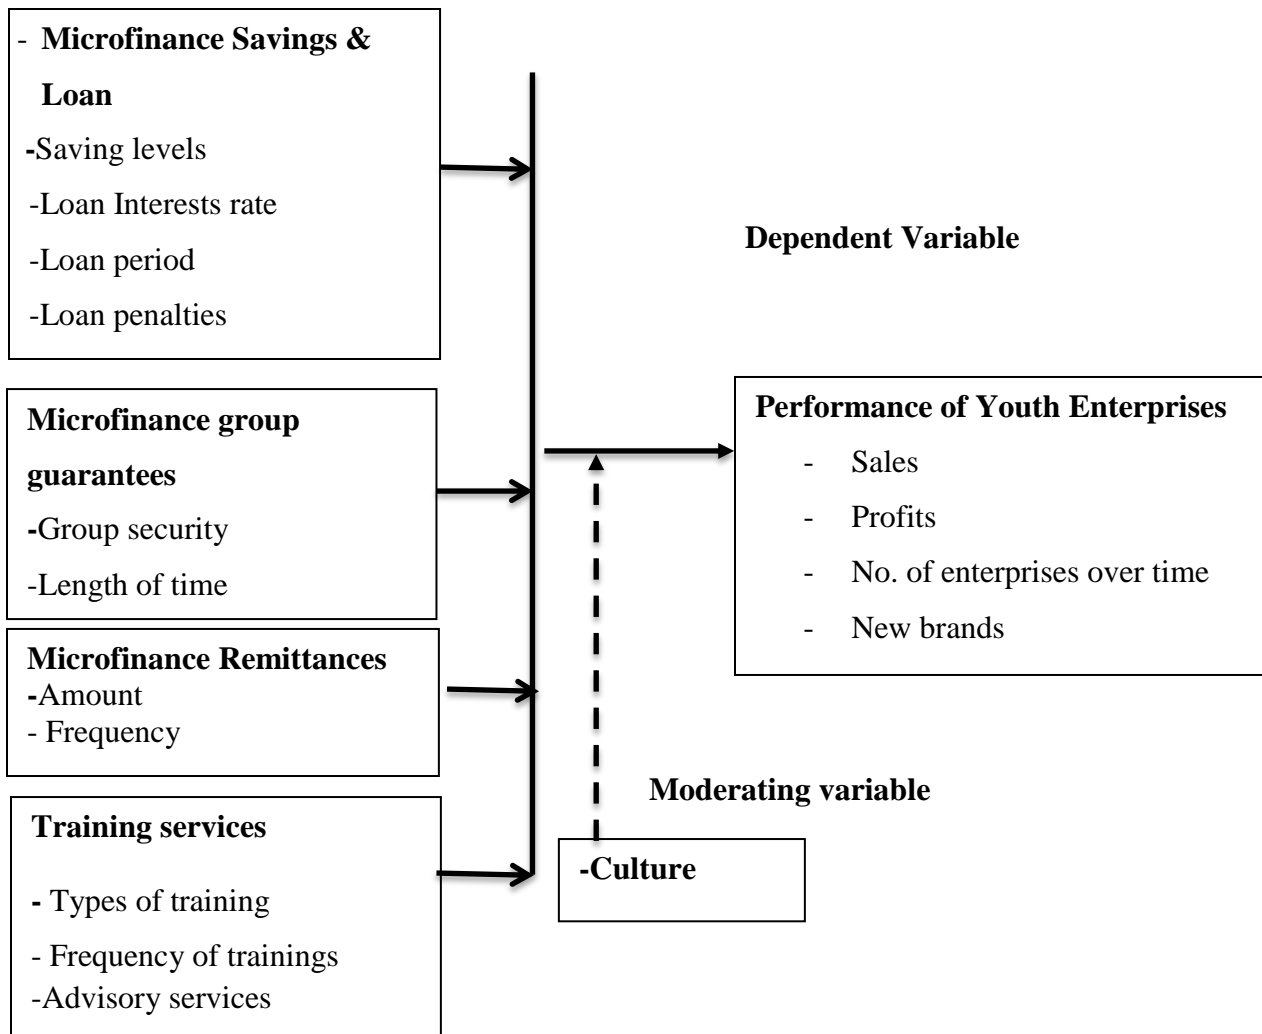 - Microfinance Savings &
Loan
-Saving levels
-Loan Interests rate
-Loan period
-Loan penalties
Microfinance group
guarantees
-Group security
-Length of time
Microfinance Remittances
-Amount
- Frequency
Training services
- Types of training
- Frequency of trainings
-Advisory services
Dependent Variable
Performance of Youth Enterprises
- Sales
- Profits
- No. of enterprises over time
- New brands
Moderating variable
-Culture